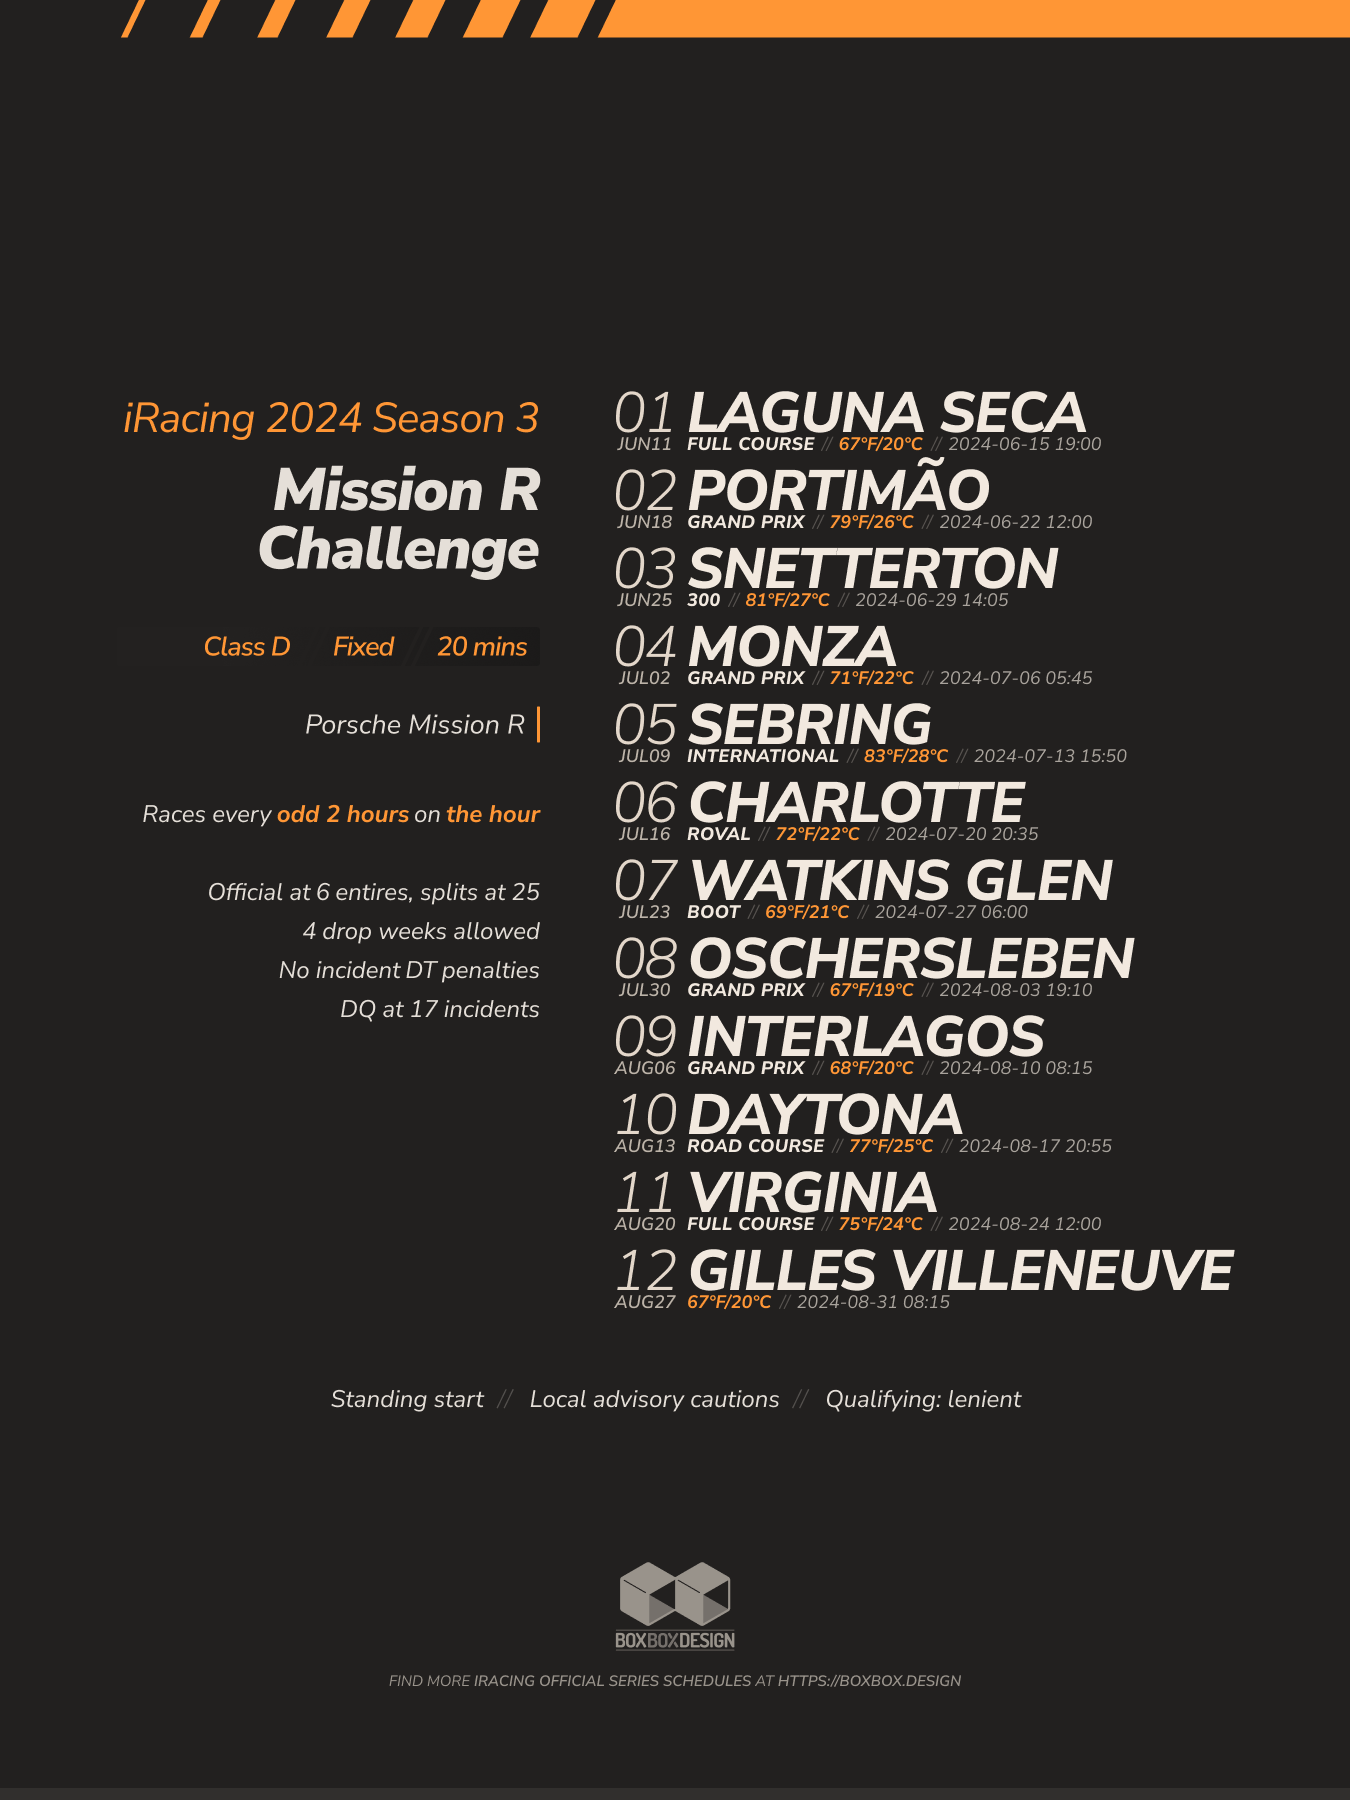 iRacing 2024 Season 3
Mission R
Challenge
Class D Fixed // 20 mins
Porsche Mission R
Races every odd 2 hours on the hour
Official at 6 entires, splits at 25
4 drop weeks allowed
No incident DT penalties
DQ at 17 incidents
01 LAGUNA SECA
JUN11 FULL COURSE // 67°F/20°C // 2024-06-15 19:00
02 PORTIMÃO
JUN18 GRAND PRIX // 79°F/26°C // 2024-06-22 12:00
03 SNETTERTON
JUN25 300 // 81°F/27°C // 2024-06-29 14:05
04 MONZA
JUL02 GRAND PRIX // 71°F/22°C // 2024-07-06 05:45
05 SEBRING
JUL09 INTERNATIONAL // 83°F/28°C // 2024-07-13 15:50
06 CHARLOTTE
JUL16 ROVAL // 72°F/22°C // 2024-07-20 20:35
07 WATKINS GLEN
JUL23 BOOT // 69°F/21°C // 2024-07-27 06:00
08 OSCHERSLEBEN
JUL30 GRAND PRIX // 67°F/19°C // 2024-08-03 19:10
09 INTERLAGOS
AUG06 GRAND PRIX // 68°F/20°C // 2024-08-10 08:15
10 DAYTONA
AUG13 ROAD COURSE // 77°F/25°C // 2024-08-17 20:55
11 VIRGINIA
AUG20 FULL COURSE // 75°F/24°C // 2024-08-24 12:00
12 GILLES VILLENEUVE
AUG27 67°F/20°C // 2024-08-31 08:15
Standing start // Local advisory cautions // Qualifying: lenient
BOXBOXDESIGN
FIND MORE IRACING OFFICIAL SERIES SCHEDULES AT HTTPS://BOXBOX.DESIGN